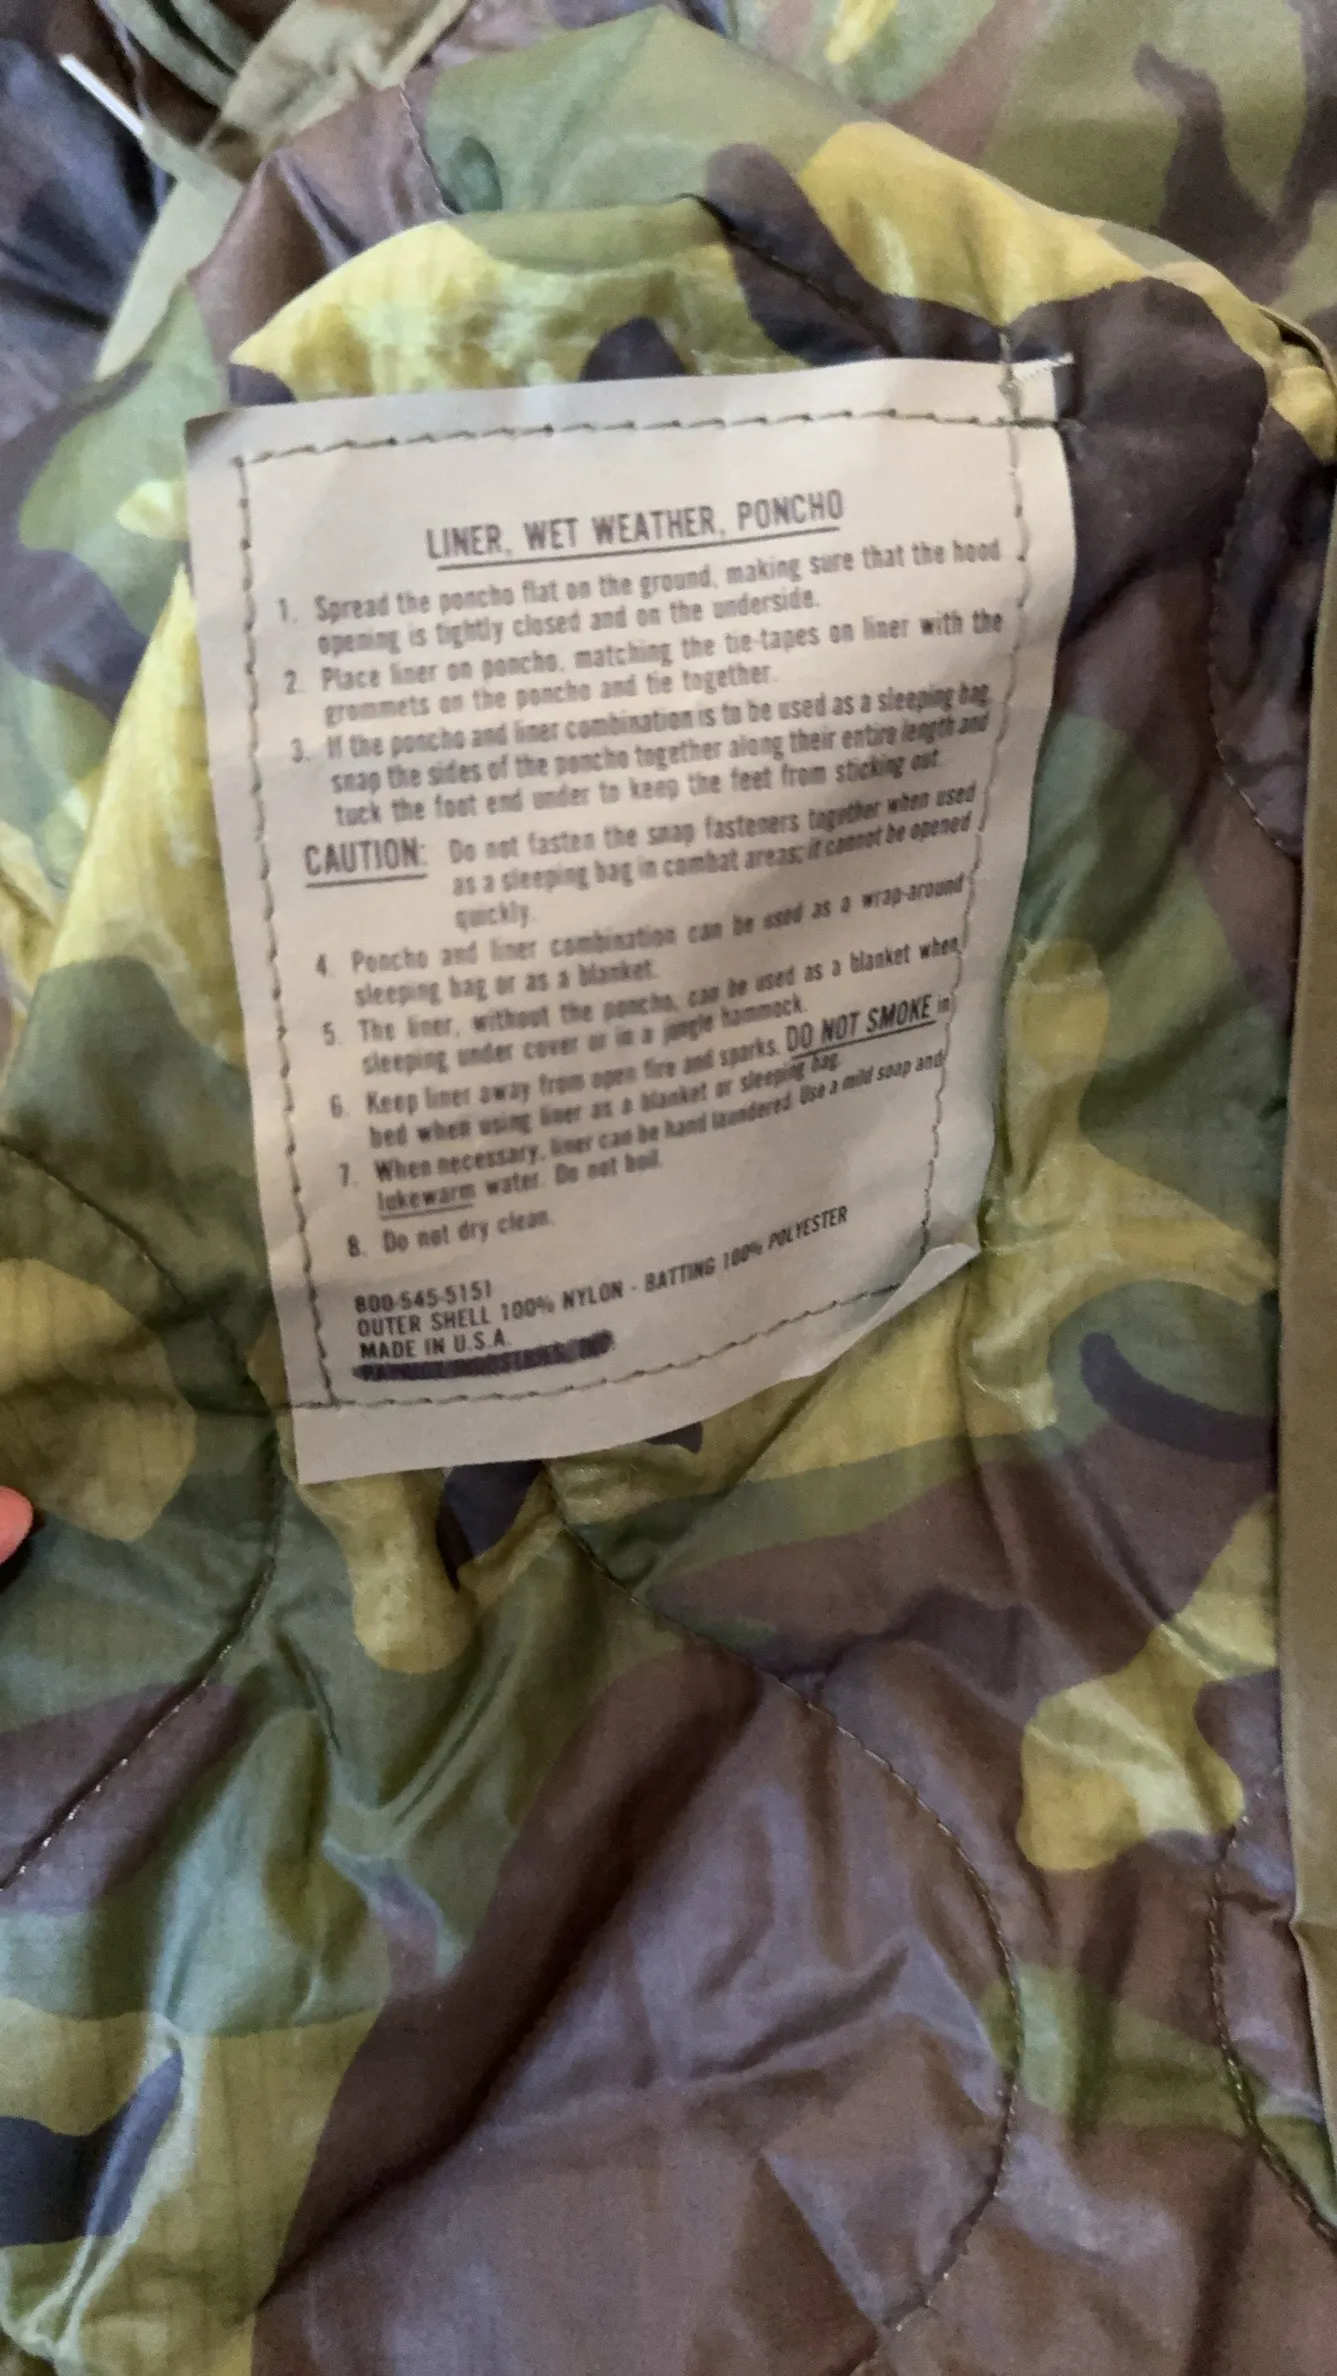 LINER, WET WEATHER, PONCHO
1. Spread the poncho flat on the ground, making sure that the hood
opening is tightly closed and on the underside.
2. Place liner on poncho, matching the tie-tapes on liner with the
grommets on the poncho and tie together.
3. If the poncho and liner combination is to be used as a sleeping bag,
snap the sides of the poncho together along their entire length and
tuck the foot end under to keep the feet from sticking out.
CAUTION: Do not fasten the snap fasteners together when used
as a sleeping bag in combat areas; it cannot be opened
quickly.
4. Poncho and liner combination can be used as a wrap-around
sleeping bag or as a blanket.
5. The liner, without the poncho, can be used as a blanket when
sleeping under cover or in a jungle hammock.
6. Keep liner away from open fire and sparks. DO NOT SMOKE in
bed when using liner as a blanket or sleeping bag.
7. When necessary, liner can be hand laundered. Use a mild soap and
lukewarm water. Do not boil.
8. Do not dry clean.
800-545-5151
OUTER SHELL 100% NYLON - BATTING 100% POLYESTER
MADE IN U.S.A.